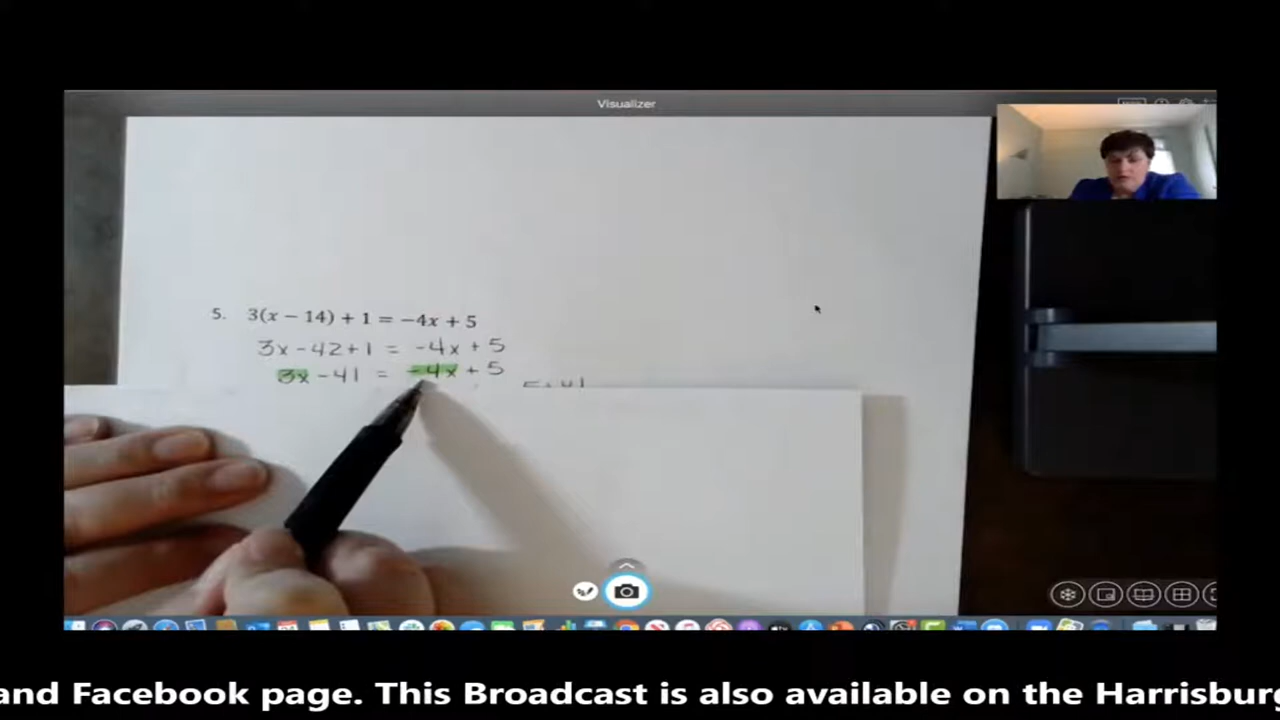 Visualizer
5. 3(x − 14) + 1 = −4x + 5
3x - 42 + 1 = -4x + 5
3x - 41 = -4x + 5
and Facebook page. This Broadcast is also available on the Harrisburg